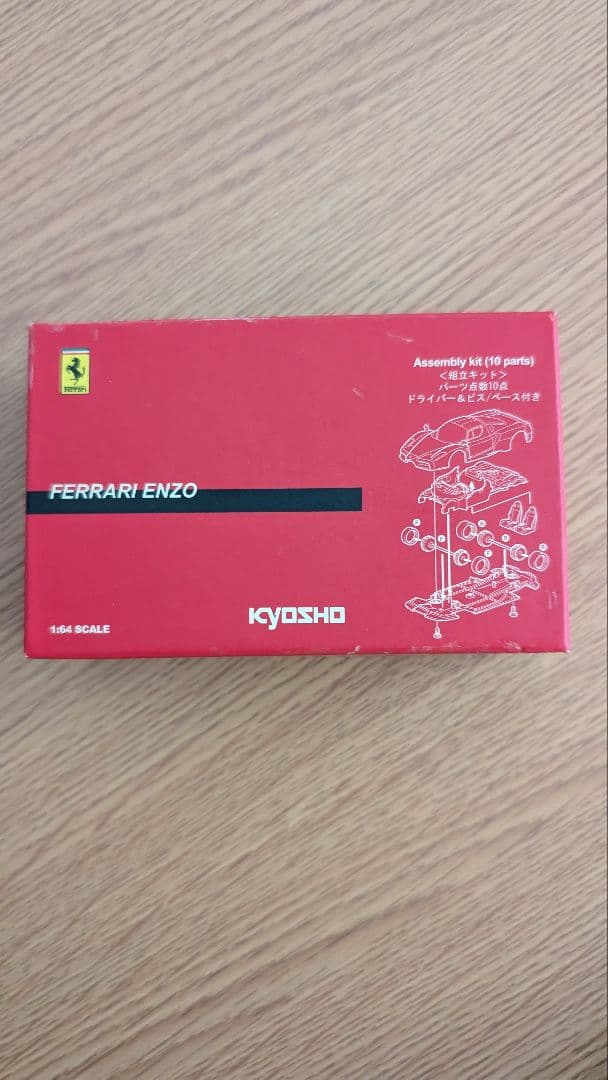 Ferrari
Assembly kit (10 parts)
＜組立キット＞
パーツ点数10点
ドライバー＆ビス/ベース付き
FERRARI ENZO
KYOSHO
1:64 SCALE